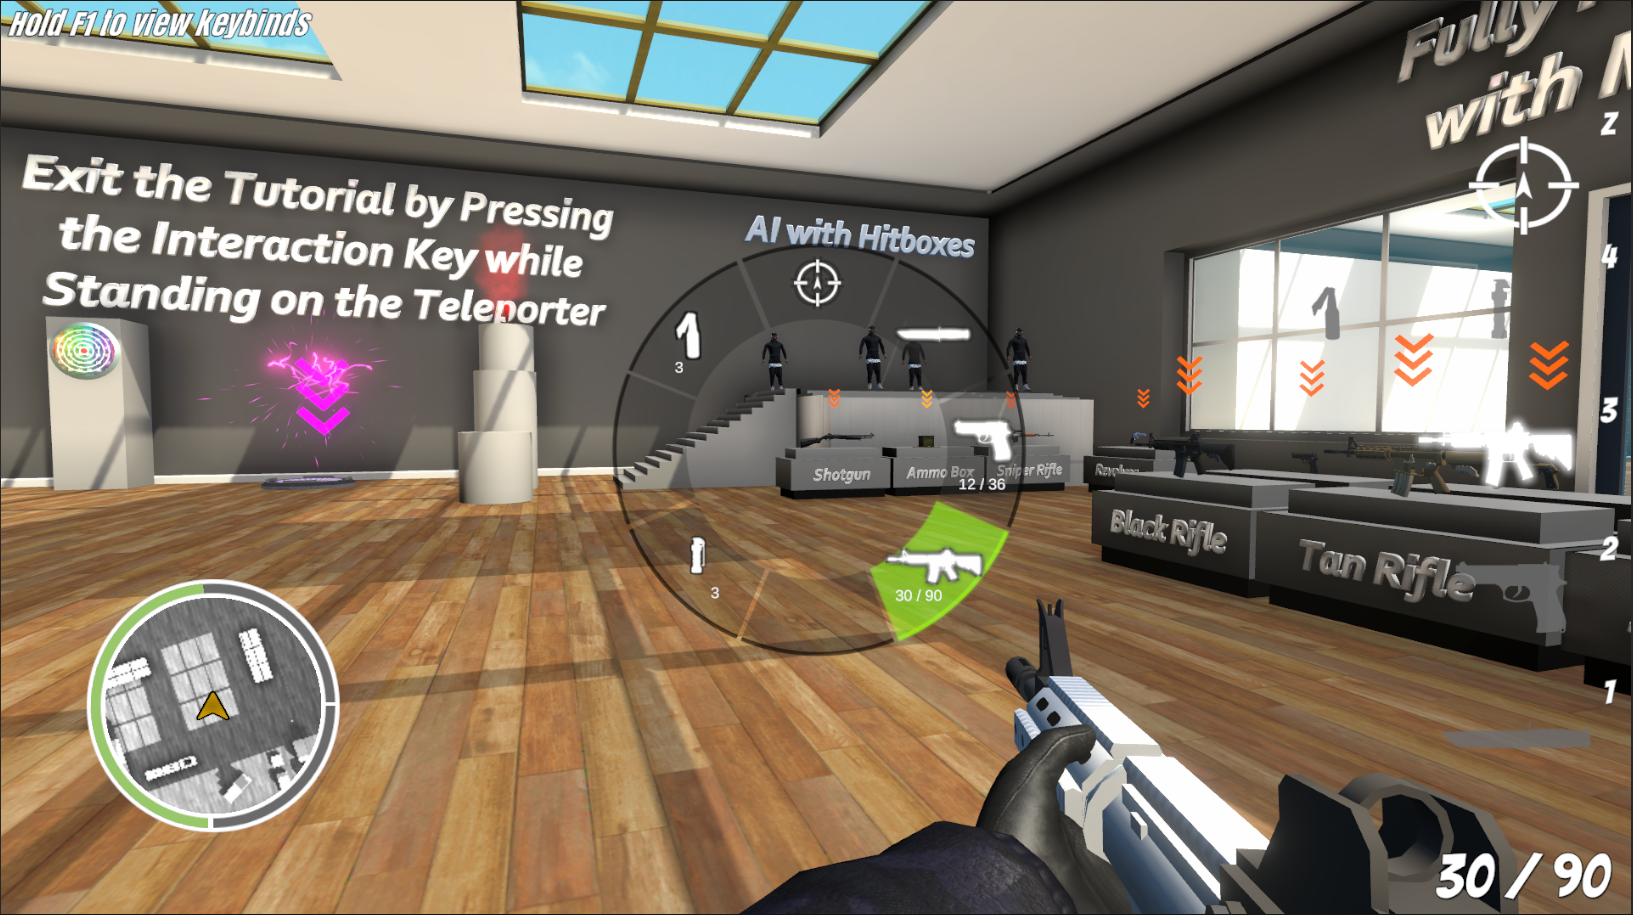 Hold F1 to view keybinds
Fully
with
Z
Exit the Tutorial by Pressing
the Interaction Key while
Standing on the Teleporter
AI with Hitboxes
4
3
3
Shotgun
Ammo Box
Sniper Rifle
Revolver
12 / 36
Black Rifle
Tan Rifle
2
3
30 / 90
1
30 / 90